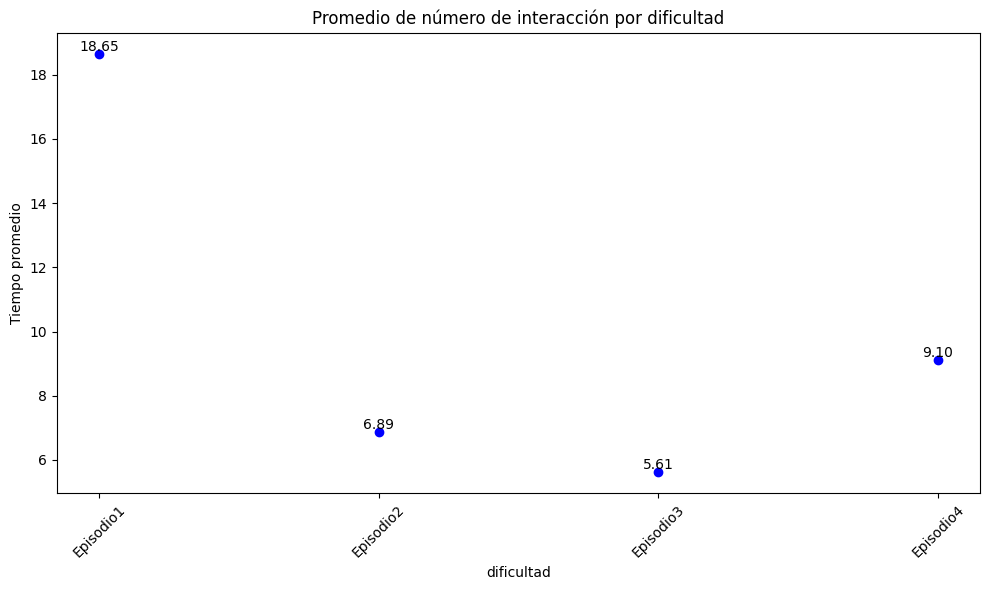 Promedio de número de interacción por dificultad
18.65
6.89
5.61
9.10
Tiempo promedio
18
16
14
12
10
8
6
Episodio1
Episodio2
Episodio3
Episodio4
dificultad